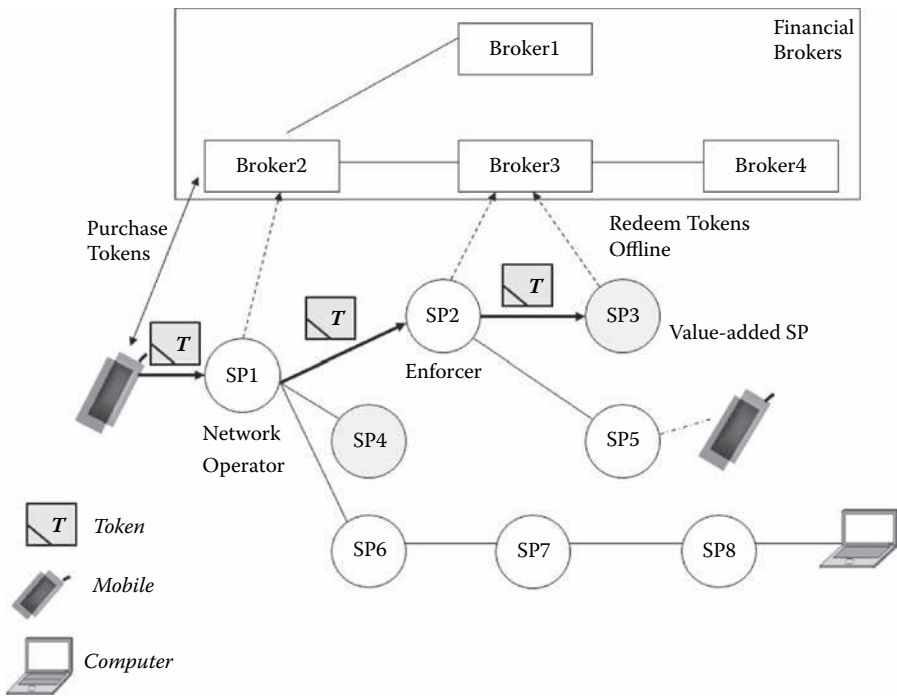 Financial
Brokers
Broker1
Broker2
Broker3
Broker4
Purchase
Tokens
Redeem Tokens
Offline
T
T
T
SP1
SP2
SP3
Value-added SP
Enforcer
Network
Operator
SP4
SP5
T
Token
SP6
SP7
SP8
Mobile
Computer